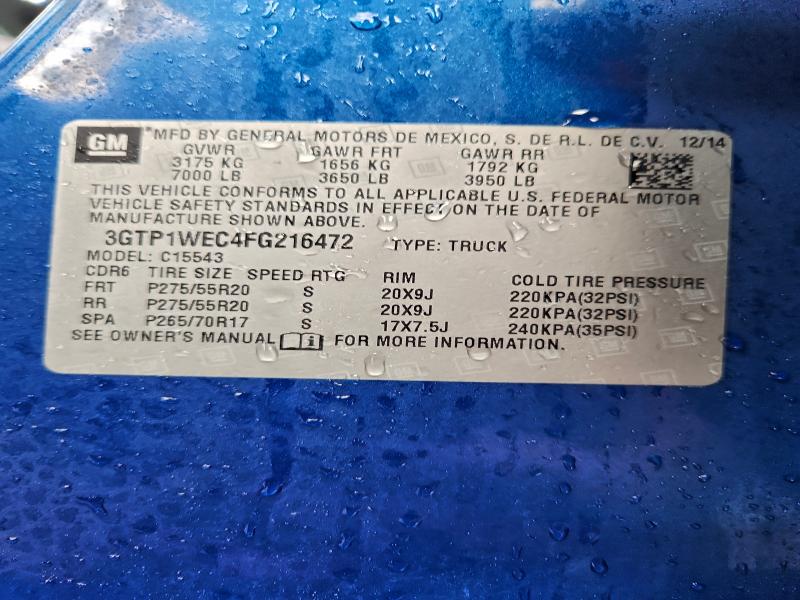 GM *MFD BY GENERAL MOTORS DE MEXICO, S. DE R.L. DE C.V. 12/14
GVWR GAWR FRT GAWR RR
3175 KG 1656 KG 1792 KG
7000 LB 3650 LB 3950 LB
THIS VEHICLE CONFORMS TO ALL APPLICABLE U.S. FEDERAL MOTOR
VEHICLE SAFETY STANDARDS IN EFFECT ON THE DATE OF
MANUFACTURE SHOWN ABOVE.
3GTP1WEC4FG216472 TYPE: TRUCK
MODEL: C15543
CDR6 TIRE SIZE SPEED RTG RIM COLD TIRE PRESSURE
FRT P275/55R20 S 20X9J 220KPA(32PSI)
RR P275/55R20 S 20X9J 220KPA(32PSI)
SPA P265/70R17 S 17X7.5J 240KPA(35PSI)
SEE OWNER'S MANUAL i FOR MORE INFORMATION.